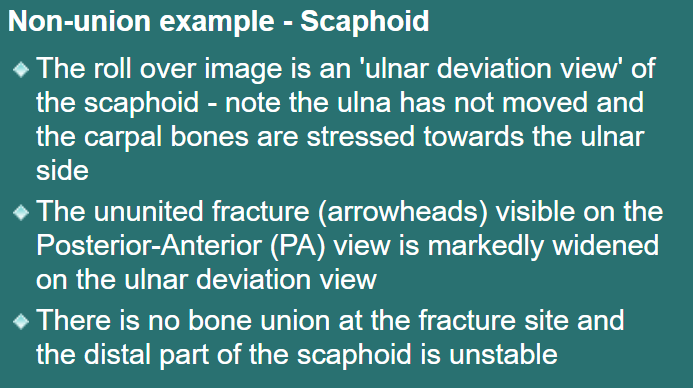 Non-union example - Scaphoid
The roll over image is an 'ulnar deviation view' of
the scaphoid - note the ulna has not moved and
the carpal bones are stressed towards the ulnar
side
The ununited fracture (arrowheads) visible on the
Posterior-Anterior (PA) view is markedly widened
on the ulnar deviation view
There is no bone union at the fracture site and
the distal part of the scaphoid is unstable